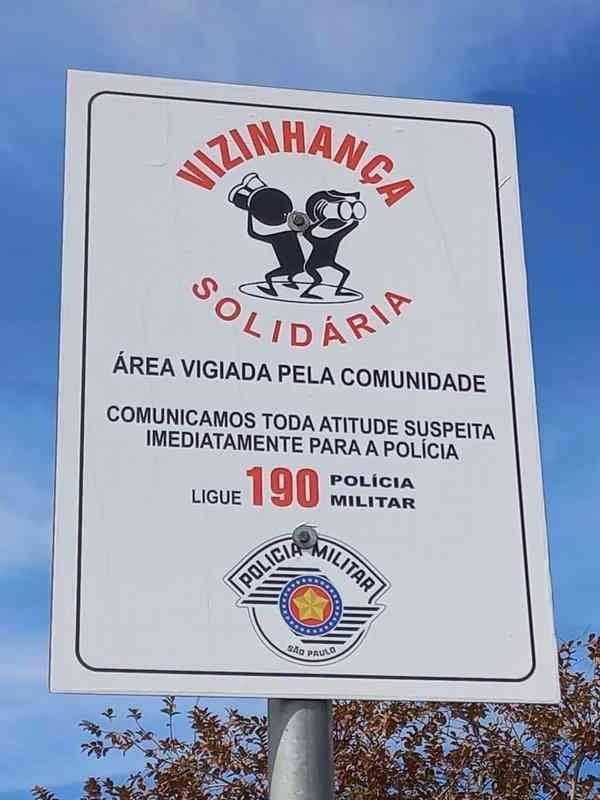 VIZINHANÇA
SOLIDÁRIA
ÁREA VIGIADA PELA COMUNIDADE
COMUNICAMOS TODA ATITUDE SUSPEITA
IMEDIATAMENTE PARA A POLÍCIA
LIGUE 190 POLÍCIA
MILITAR
POLICIA MILITAR
SÃO PAULO